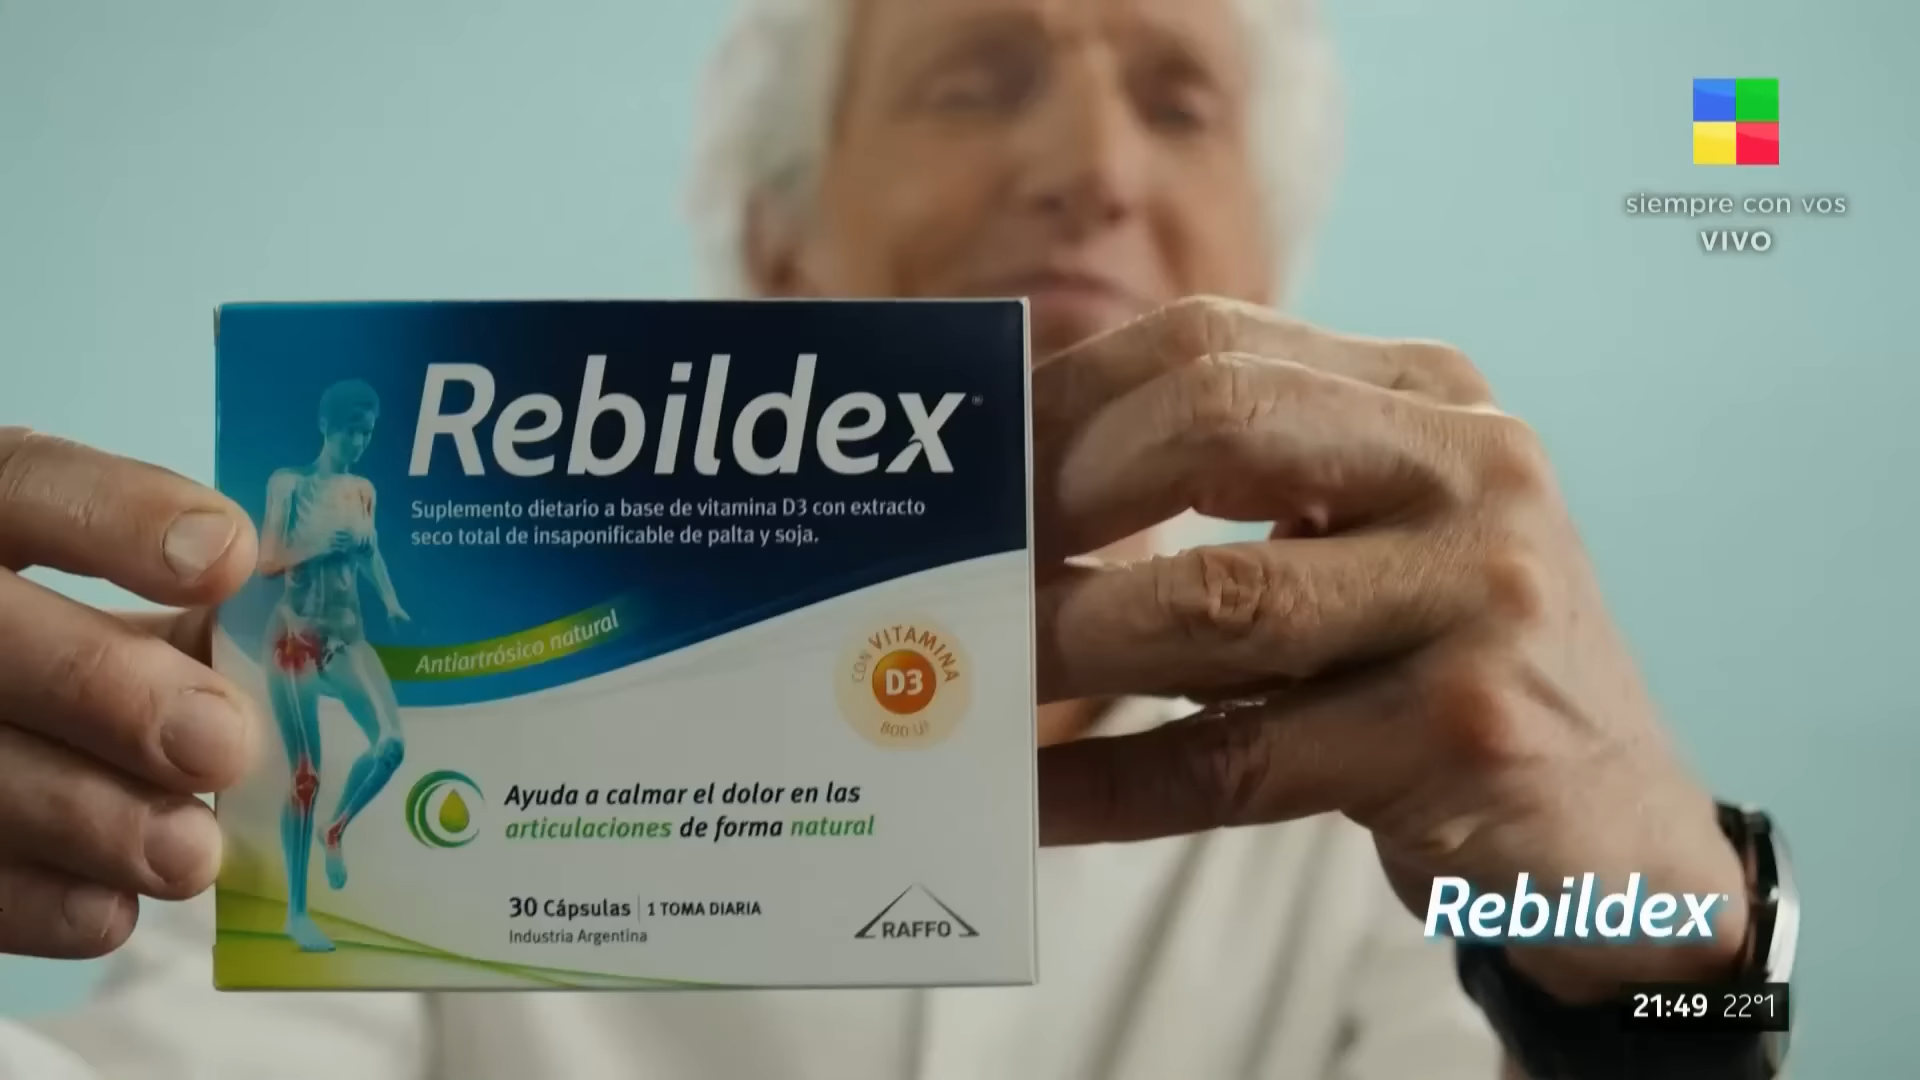 siempre con vos
VIVO
Rebildex
Suplemento dietario a base de vitamina D3 con extracto
seco total de insaponificable de palta y soja.
Antiartrósico natural
CON VITAMINA
D3
800 UI
Ayuda a calmar el dolor en las
articulaciones de forma natural
30 Cápsulas | 1 TOMA DIARIA
Industria Argentina
RAFFO
Rebildex
21:49 22°1